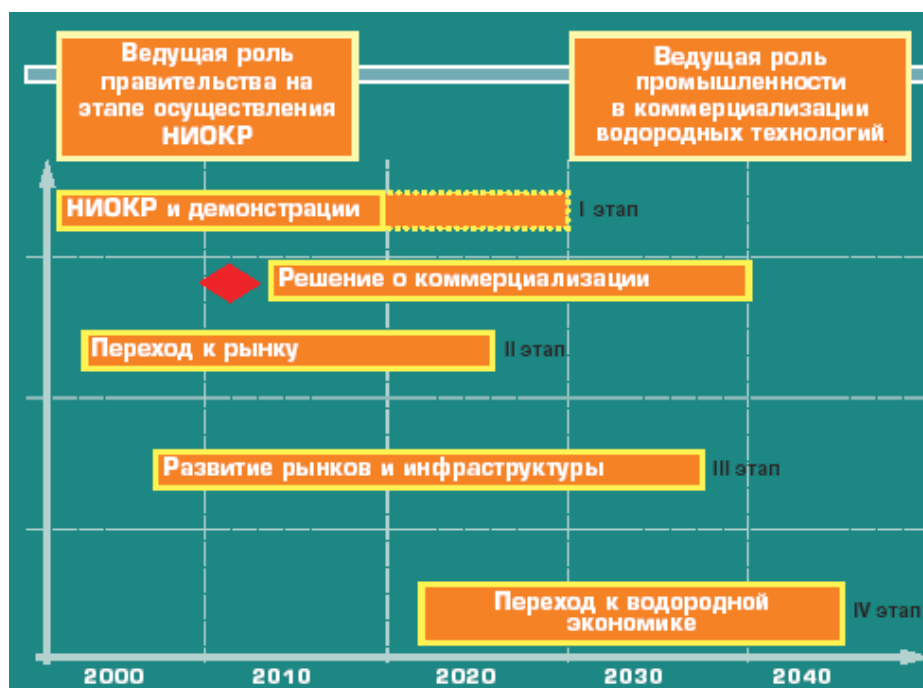 Ведущая роль
правительства на
этапе осуществления
НИОКР
Ведущая роль
промышленности
в коммерциализации
водородных технологий
НИОКР и демонстрации
I этап
Решение о коммерциализации
Переход к рынку
II этап
Развитие рынков и инфраструктуры
III этап
Переход к водородной
экономике
IV этап
2000 2010 2020 2030 2040